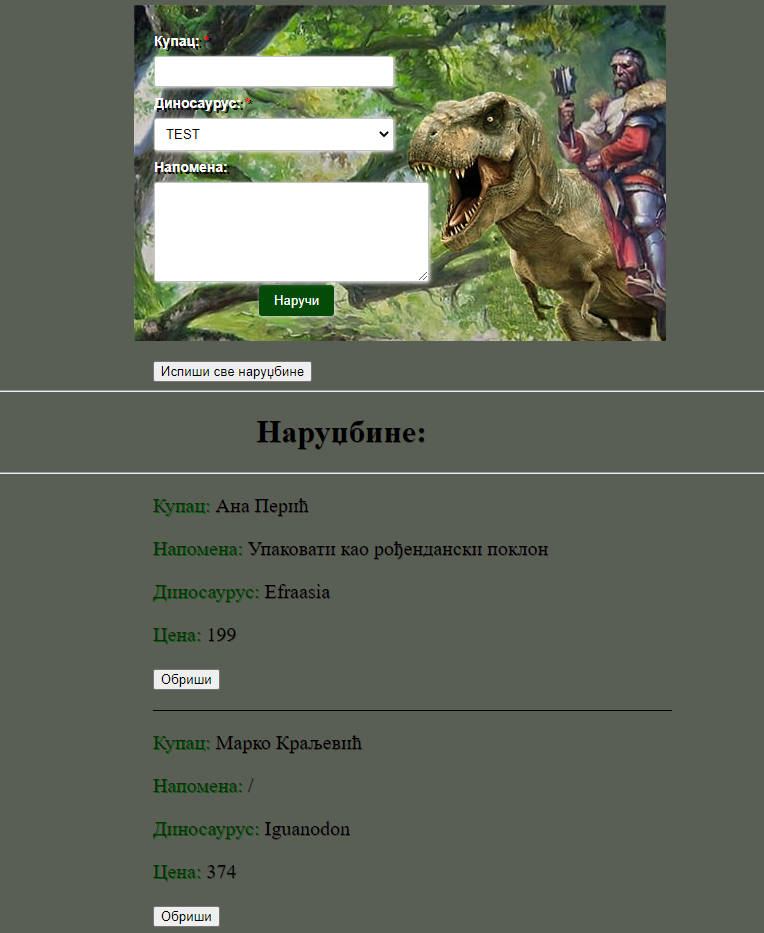 Купац: *
Диносаурус: *
TEST
Напомена:
Наручи
Испиши све наруџбине
Наруџбине:
Купац: Ана Перић
Напомена: Упаковати као рођендански поклон
Диносаурус: Efraasia
Цена: 199
Обриши
Купац: Марко Краљевић
Напомена: /
Диносаурус: Iguanodon
Цена: 374
Обриши